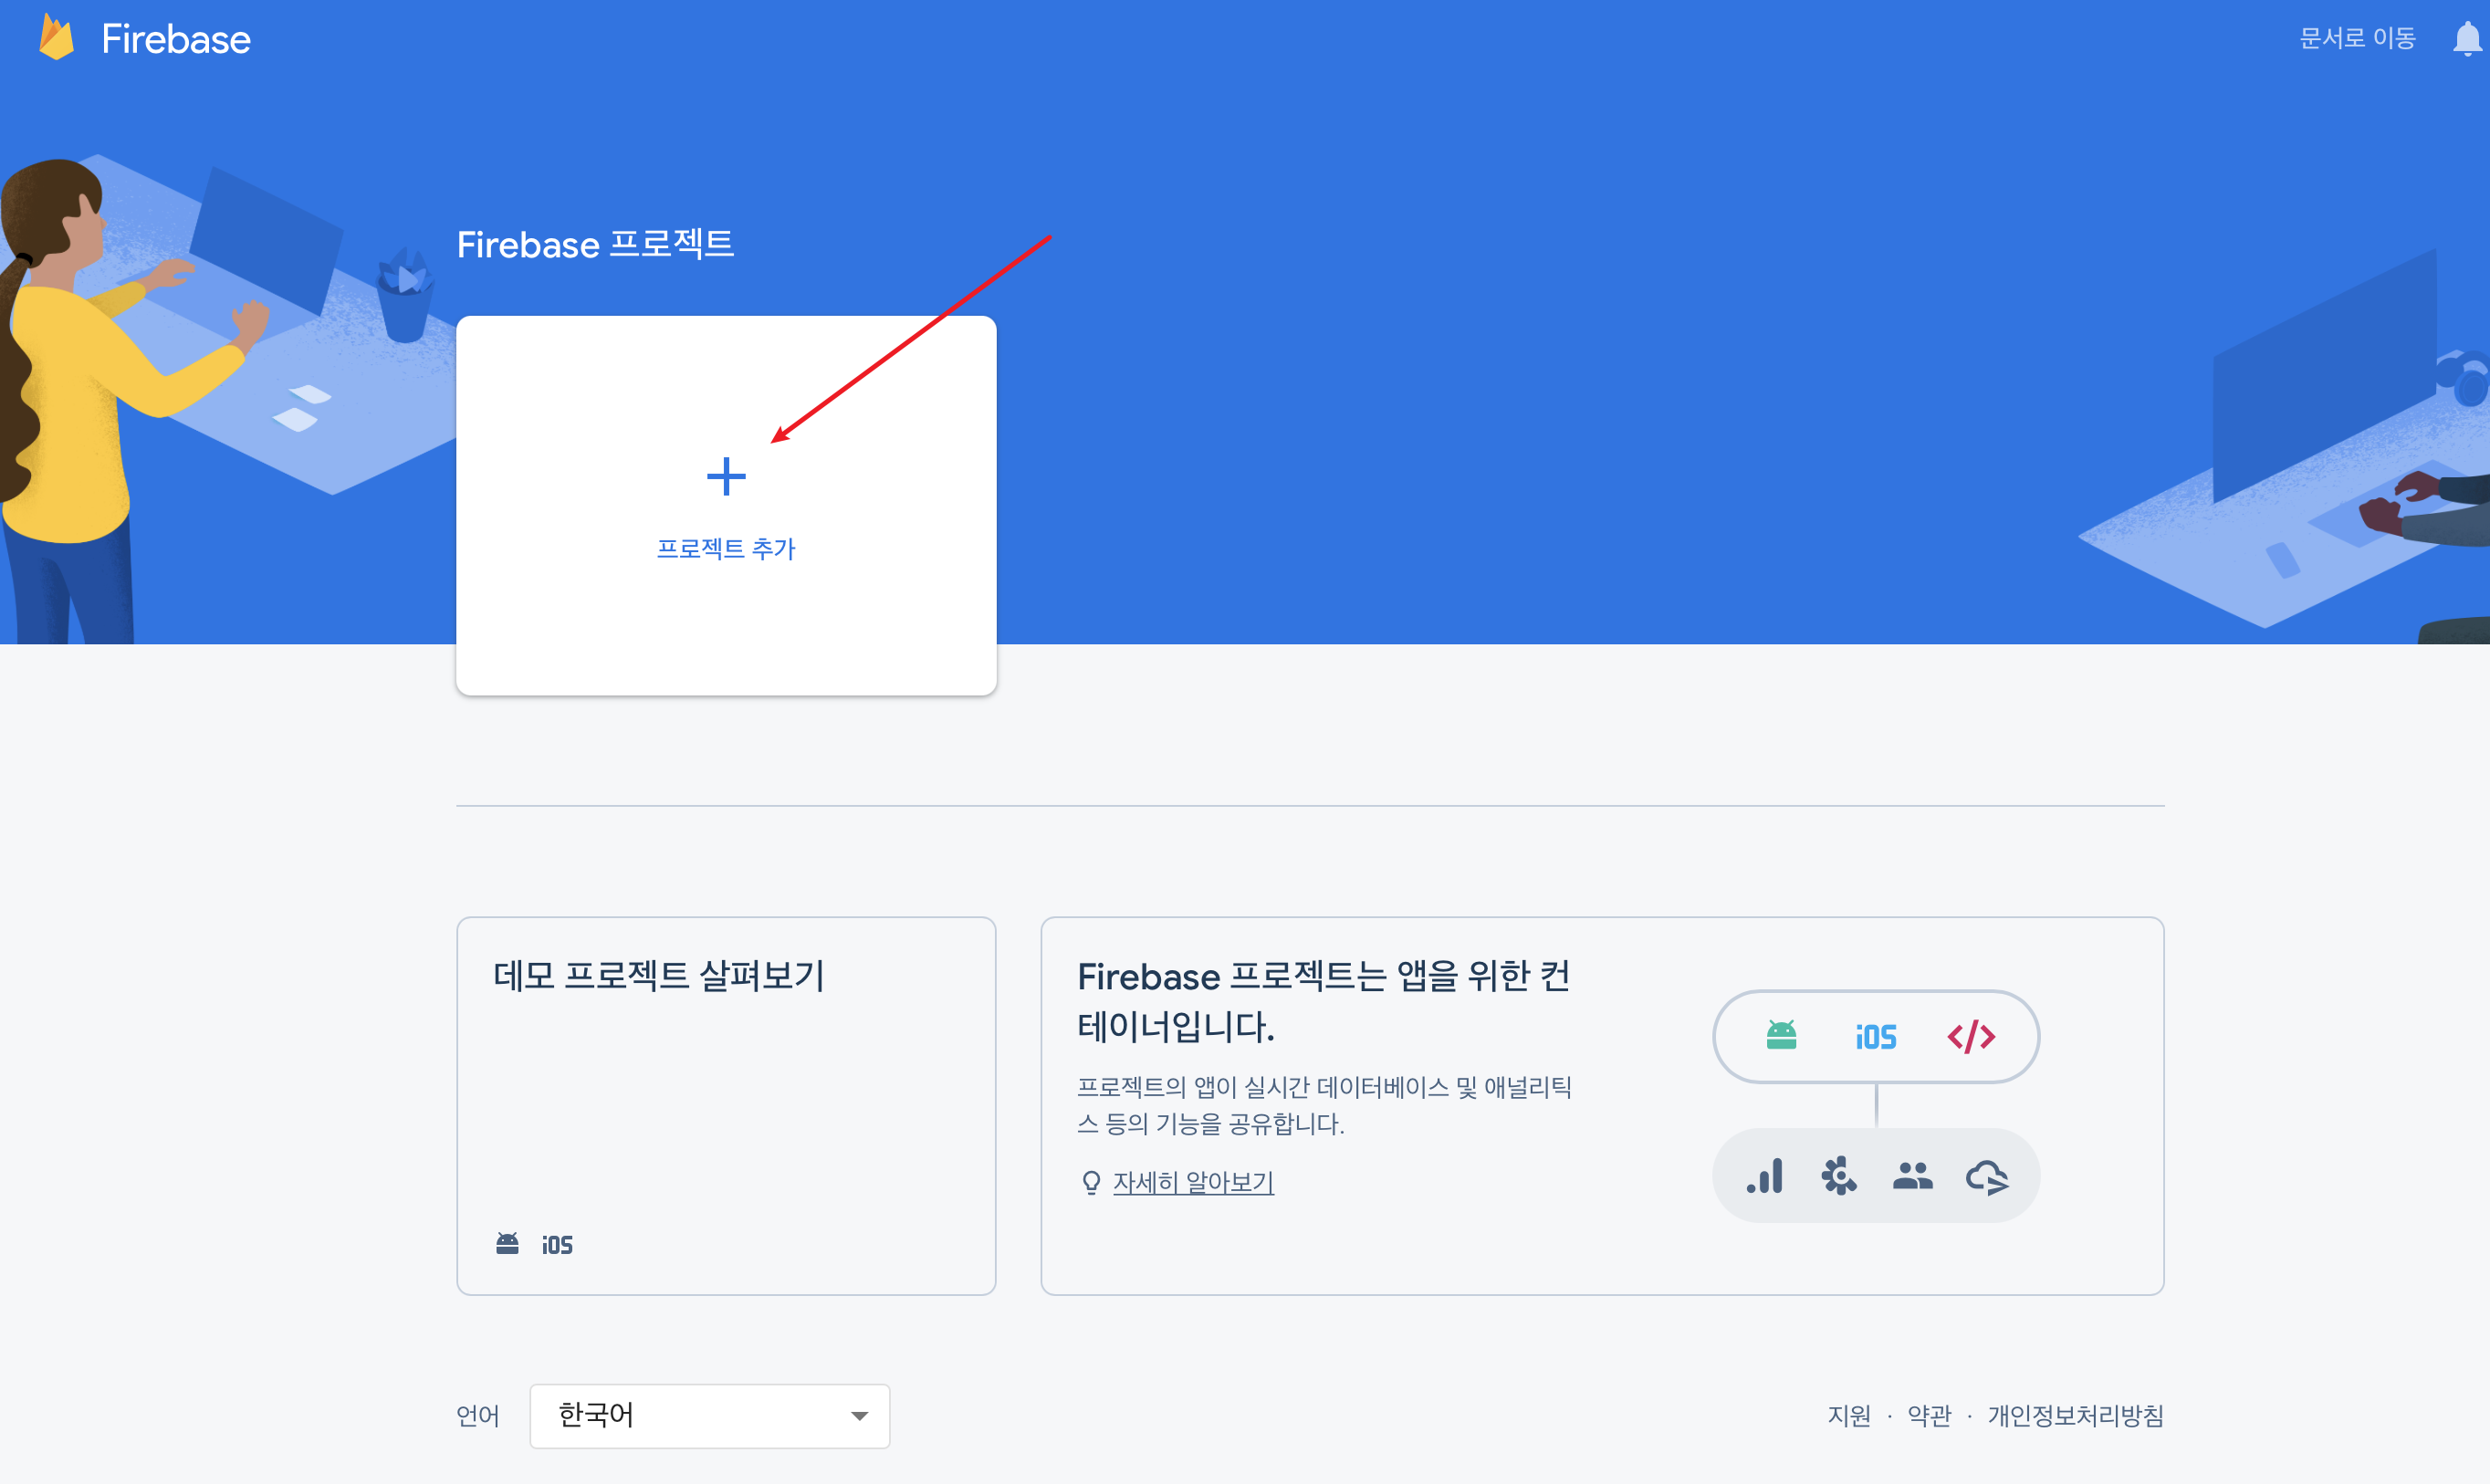 Firebase
문서로 이동
Firebase 프로젝트
프로젝트 추가
데모 프로젝트 살펴보기
iOS
Firebase 프로젝트는 앱을 위한 컨
테이너입니다.
프로젝트의 앱이 실시간 데이터베이스 및 애널리틱
스 등의 기능을 공유합니다.
자세히 알아보기
iOS </>
언어
한국어
지원 · 약관 · 개인정보처리방침